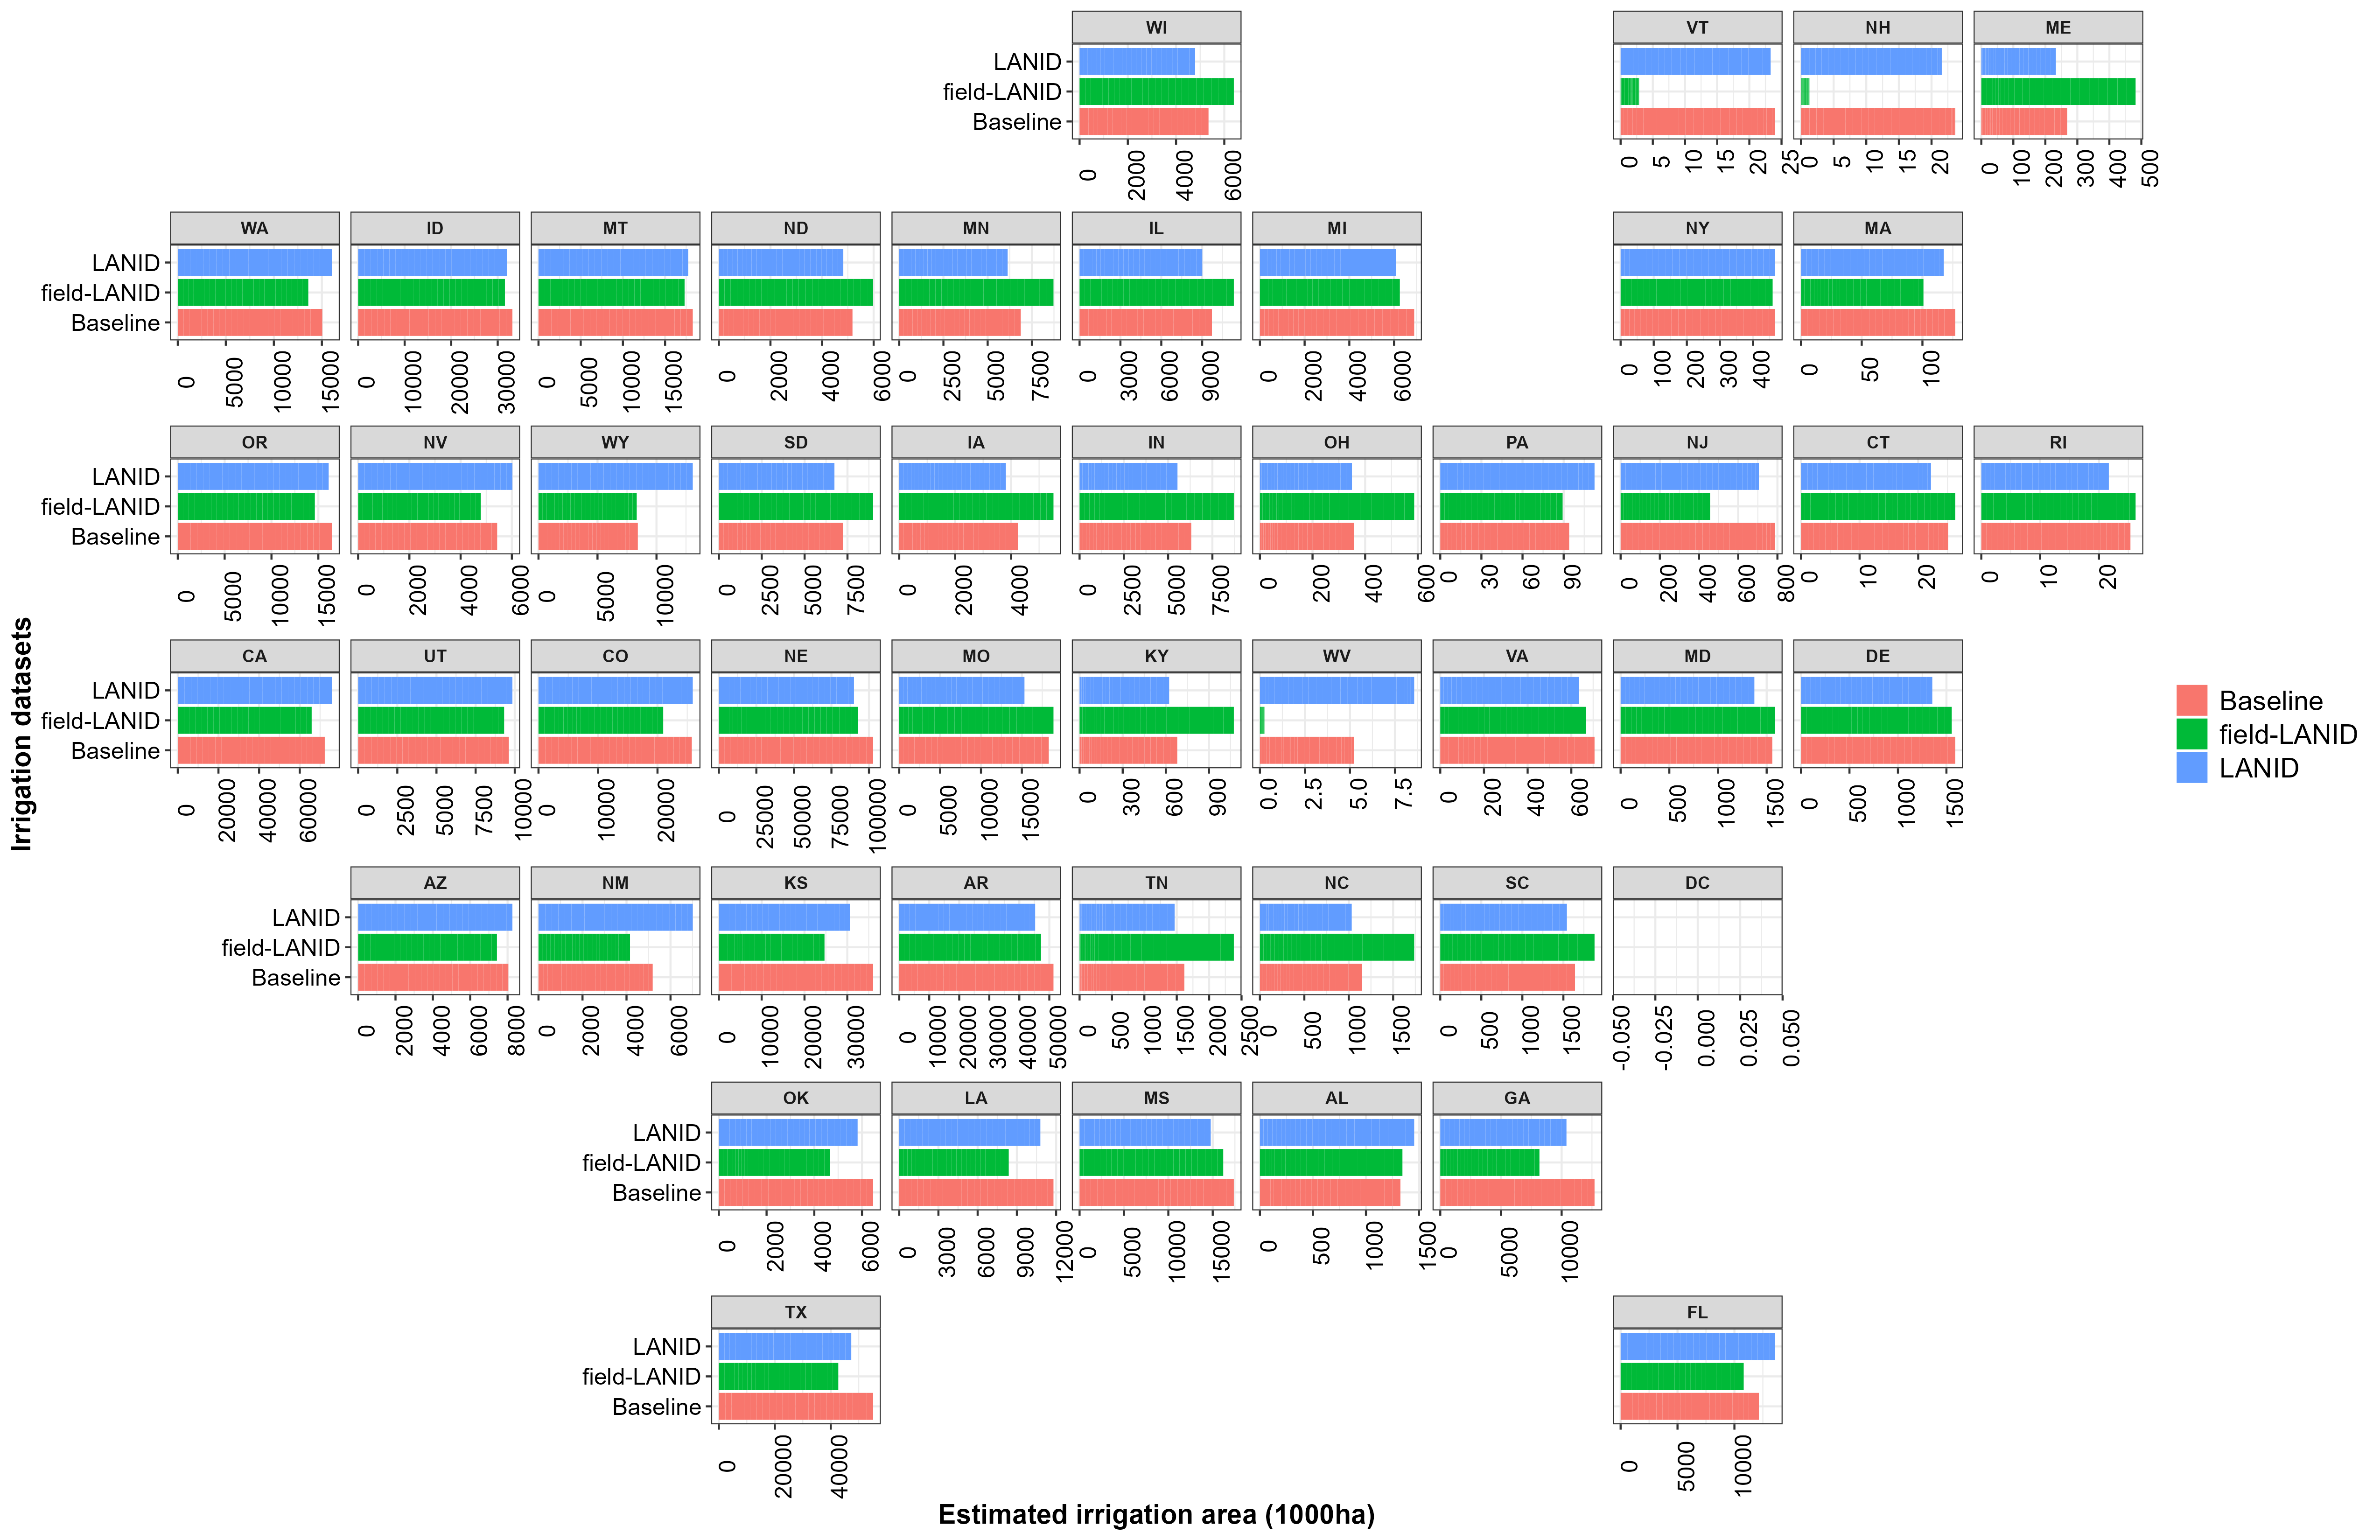 WI VT NH ME
LANID
field-LANID
Baseline
0 2000 4000 6000 0 5 10 15 20 25 0 5 10 15 20 0 100 200 300 400 500
WA ID MT ND MN IL MI NY MA
LANID
field-LANID
Baseline
0 5000 10000 15000 0 10000 20000 30000 0 5000 10000 15000 0 2000 4000 6000 0 2500 5000 7500 0 3000 6000 9000 0 2000 4000 6000 0 100 200 300 400 0 50 100
OR NV WY SD IA IN OH PA NJ CT RI
LANID
field-LANID
Baseline
0 5000 10000 15000 0 2000 4000 6000 0 5000 10000 0 2500 5000 7500 0 2000 4000 0 2500 5000 7500 0 200 400 600 0 30 60 90 0 200 400 600 800 0 10 20 0 10 20
CA UT CO NE MO KY WV VA MD DE
LANID
field-LANID
Baseline
0 20000 40000 60000 0 2500 5000 7500 10000 0 10000 20000 0 25000 50000 75000 100000 0 5000 10000 15000 0 300 600 900 0.0 2.5 5.0 7.5 0 200 400 600 0 500 1000 1500 0 500 1000 1500
AZ NM KS AR TN NC SC DC
LANID
field-LANID
Baseline
0 2000 4000 6000 8000 0 2000 4000 6000 0 10000 20000 30000 0 10000 20000 30000 40000 50000 0 500 1000 1500 2000 2500 0 500 1000 1500 0 500 1000 1500 -0.050 -0.025 0.000 0.025 0.050
OK LA MS AL GA
LANID
field-LANID
Baseline
0 2000 4000 6000 0 3000 6000 9000 12000 0 5000 10000 15000 0 500 1000 1500 0 5000 10000
TX FL
LANID
field-LANID
Baseline
0 20000 40000 0 5000 10000
Irrigation datasets
Estimated irrigation area (1000ha)
Baseline
field-LANID
LANID